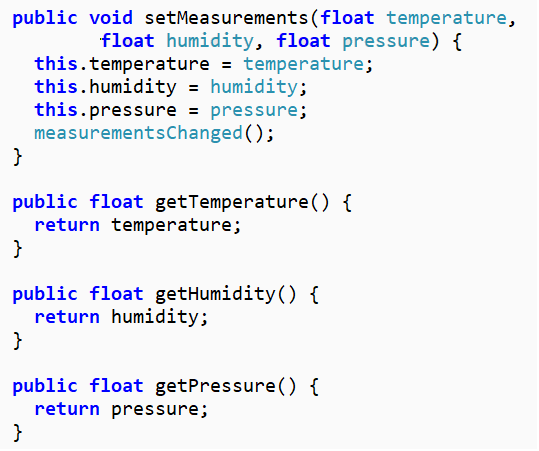 public void setMeasurements(float temperature,
        float humidity, float pressure) {
  this.temperature = temperature;
  this.humidity = humidity;
  this.pressure = pressure;
  measurementsChanged();
}

public float getTemperature() {
  return temperature;
}

public float getHumidity() {
  return humidity;
}

public float getPressure() {
  return pressure;
}